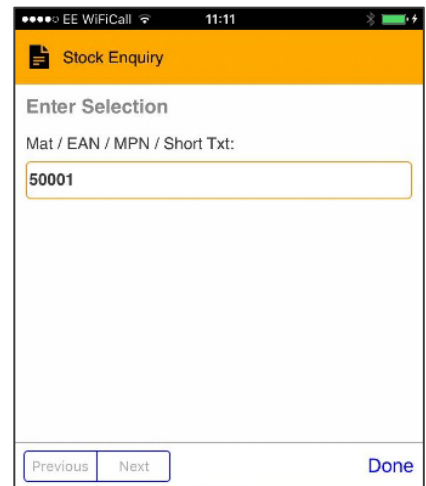 EE WiFiCall 11:11
Stock Enquiry
Enter Selection
Mat / EAN / MPN / Short Txt:
50001
Previous Next Done